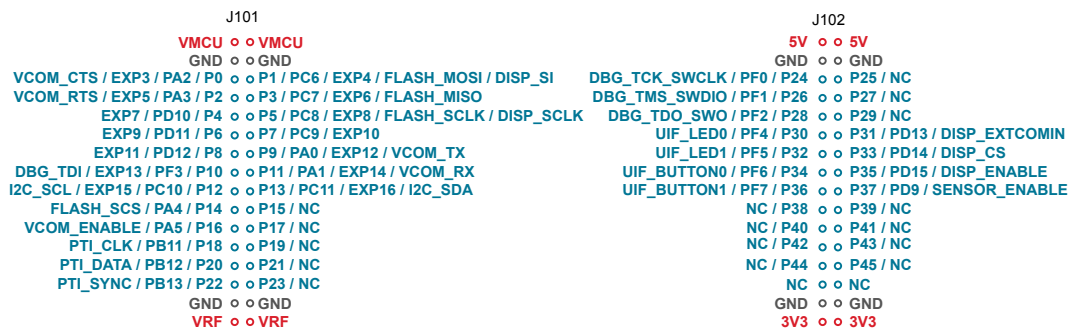 J101
VMCU VMCU
GND GND
VCOM_CTS / EXP3 / PA2 / P0 P1 / PC6 / EXP4 / FLASH_MOSI / DISP_SI
VCOM_RTS / EXP5 / PA3 / P2 P3 / PC7 / EXP6 / FLASH_MISO
EXP7 / PD10 / P4 P5 / PC8 / EXP8 / FLASH_SCLK / DISP_SCLK
EXP9 / PD11 / P6 P7 / PC9 / EXP10
EXP11 / PD12 / P8 P9 / PA0 / EXP12 / VCOM_TX
DBG_TDI / EXP13 / PF3 / P10 P11 / PA1 / EXP14 / VCOM_RX
I2C_SCL / EXP15 / PC10 / P12 P13 / PC11 / EXP16 / I2C_SDA
FLASH_SCS / PA4 / P14 P15 / NC
VCOM_ENABLE / PA5 / P16 P17 / NC
PTI_CLK / PB11 / P18 P19 / NC
PTI_DATA / PB12 / P20 P21 / NC
PTI_SYNC / PB13 / P22 P23 / NC
GND GND
VRF VRF
J102
5V 5V
GND GND
DBG_TCK_SWCLK / PF0 / P24 P25 / NC
DBG_TMS_SWDIO / PF1 / P26 P27 / NC
DBG_TDO_SWO / PF2 / P28 P29 / NC
UIF_LED0 / PF4 / P30 P31 / PD13 / DISP_EXTCOMIN
UIF_LED1 / PF5 / P32 P33 / PD14 / DISP_CS
UIF_BUTTON0 / PF6 / P34 P35 / PD15 / DISP_ENABLE
UIF_BUTTON1 / PF7 / P36 P37 / PD9 / SENSOR_ENABLE
NC / P38 P39 / NC
NC / P40 P41 / NC
NC / P42 P43 / NC
NC / P44 P45 / NC
NC NC
GND GND
3V3 3V3